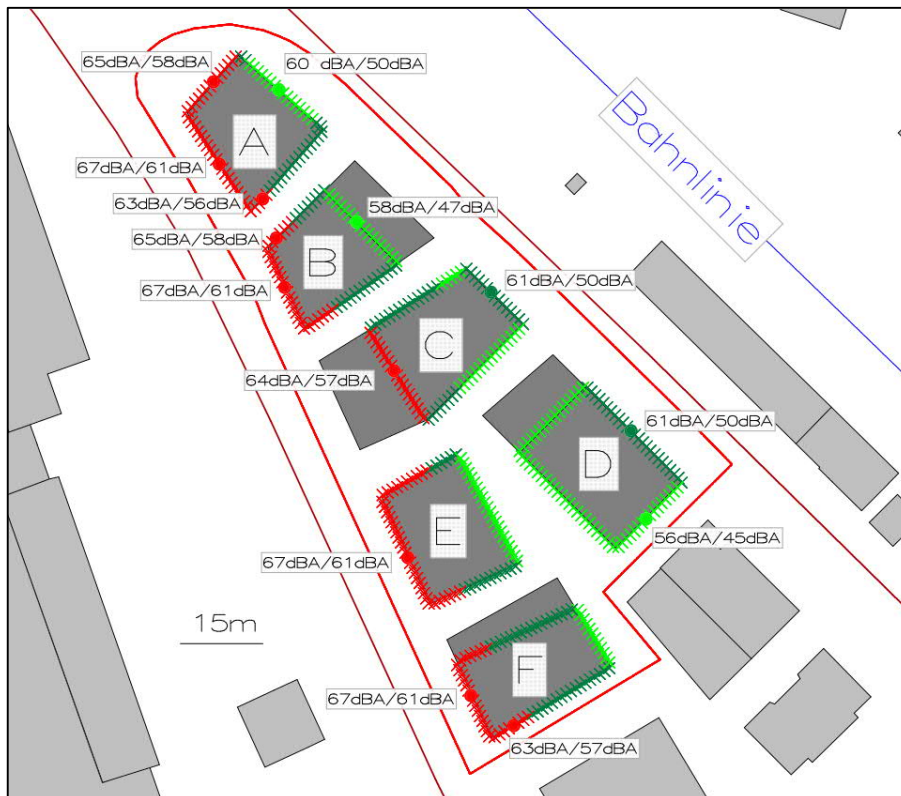 65dBA/58dBA
60 dBA/50dBA
Bahnlinie
A
67dBA/61dBA
63dBA/56dBA
58dBA/47dBA
65dBA/58dBA
B
67dBA/61dBA
61dBA/50dBA
C
64dBA/57dBA
61dBA/50dBA
D
E
56dBA/45dBA
67dBA/61dBA
15m
F
67dBA/61dBA
63dBA/57dBA